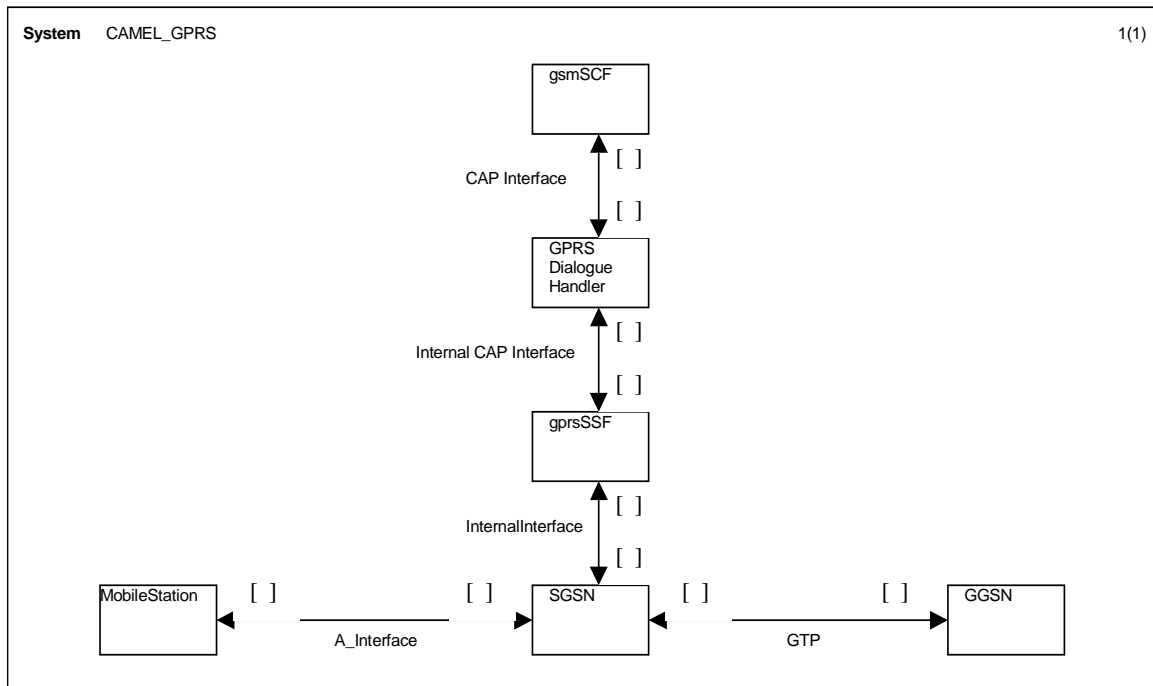 System CAMEL_GPRS 1(1)
gsmSCF
[ ]
CAP Interface
[ ]
GPRS
Dialogue
Handler
[ ]
Internal CAP Interface
[ ]
gprsSSF
[ ]
InternalInterface
[ ]
MobileStation [ ] [ ] SGSN [ ] [ ] GGSN
A_Interface GTP